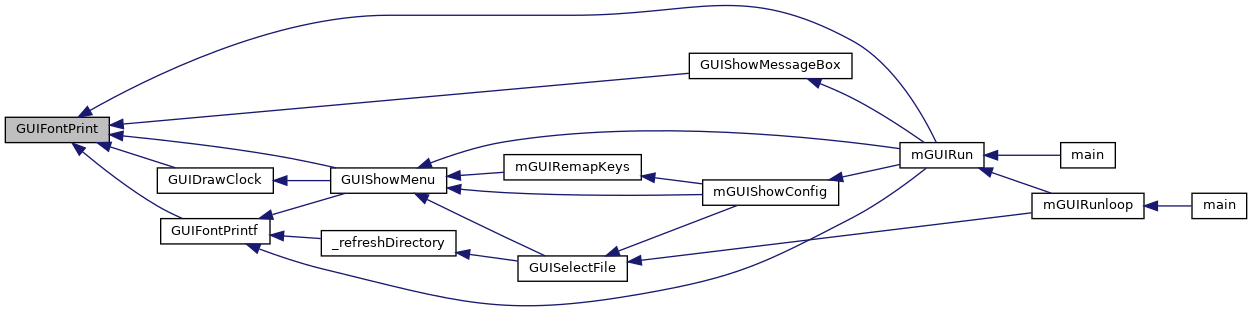 GUIFontPrint
GUIDrawClock
GUIFontPrintf
GUIShowMenu
_refreshDirectory
mGUIRemapKeys
GUISelectFile
GUIShowMessageBox
mGUIShowConfig
mGUIRun
main
mGUIRunloop
main